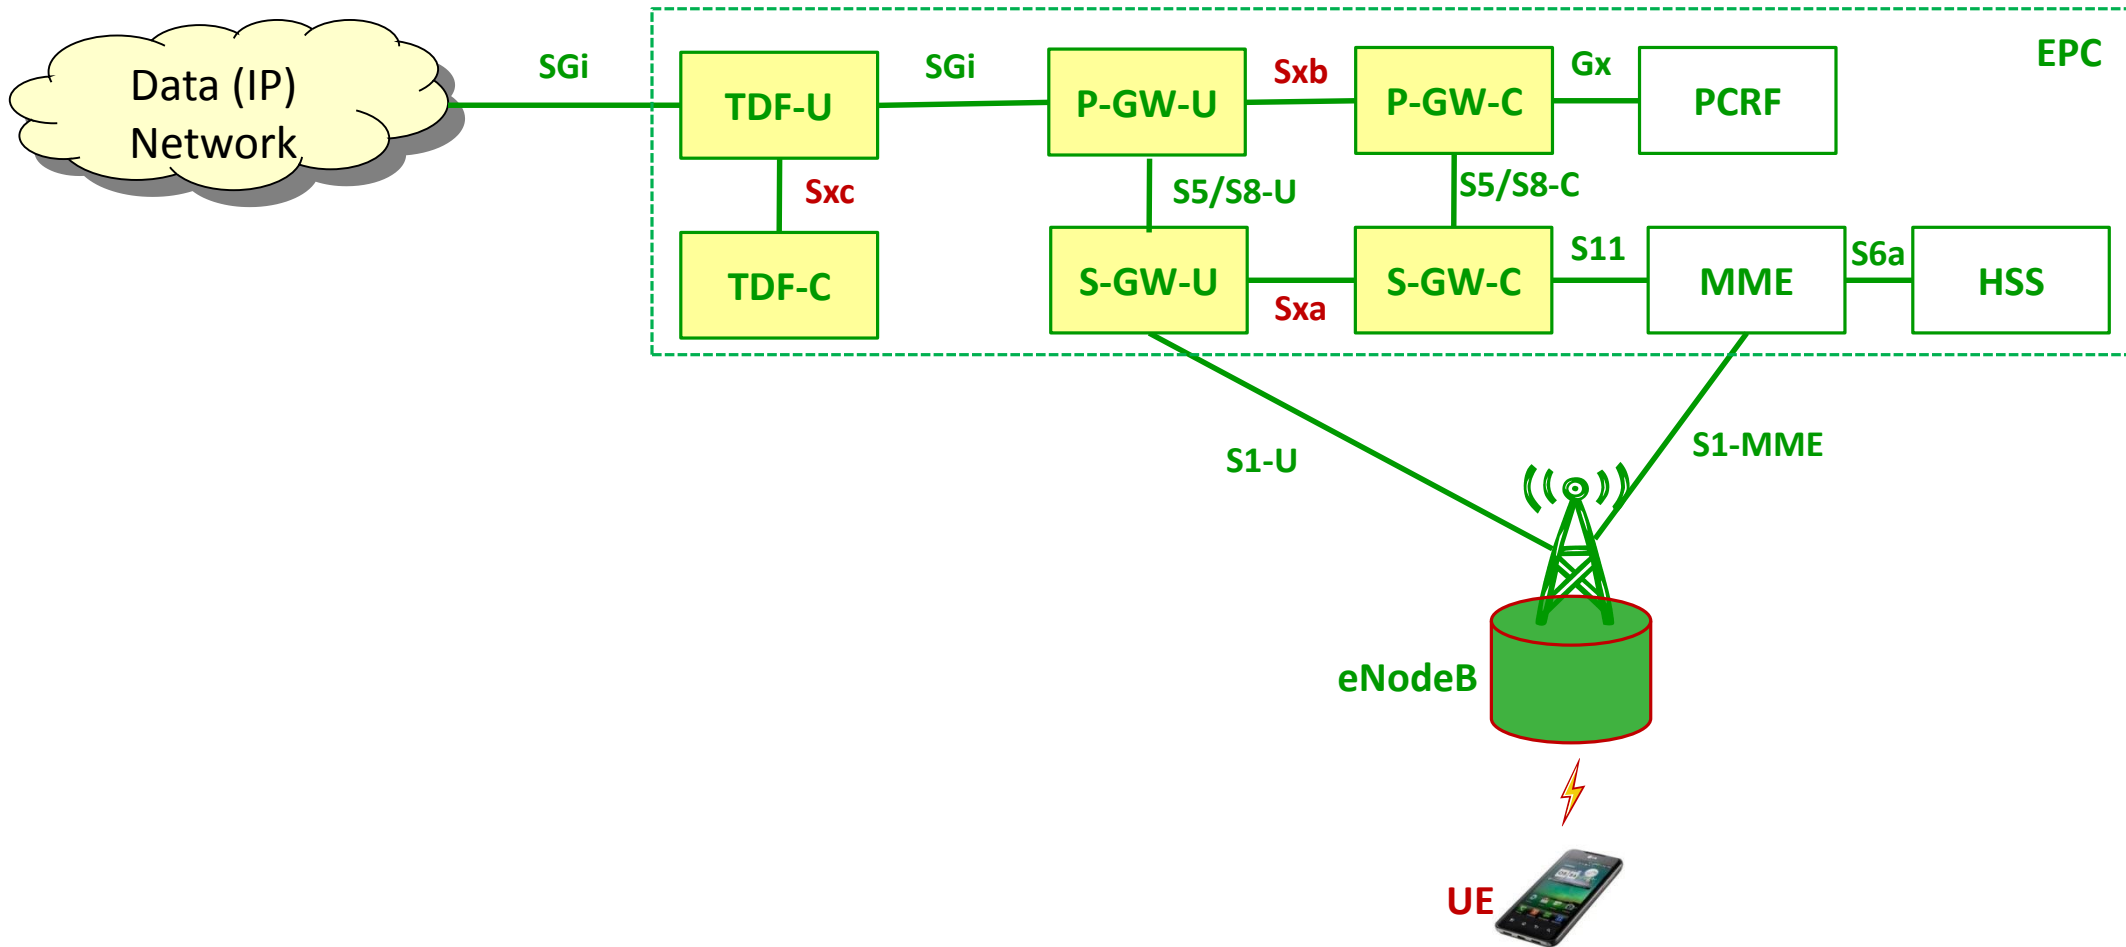 SGi
SGi
Sxb
Gx
EPC
Data (IP)
Network
TDF-U
P-GW-U
P-GW-C
PCRF
Sxc
S5/S8-U
S5/S8-C
TDF-C
S-GW-U
Sxa
S-GW-C
S11
MME
S6a
HSS
S1-U
S1-MME
eNodeB
UE